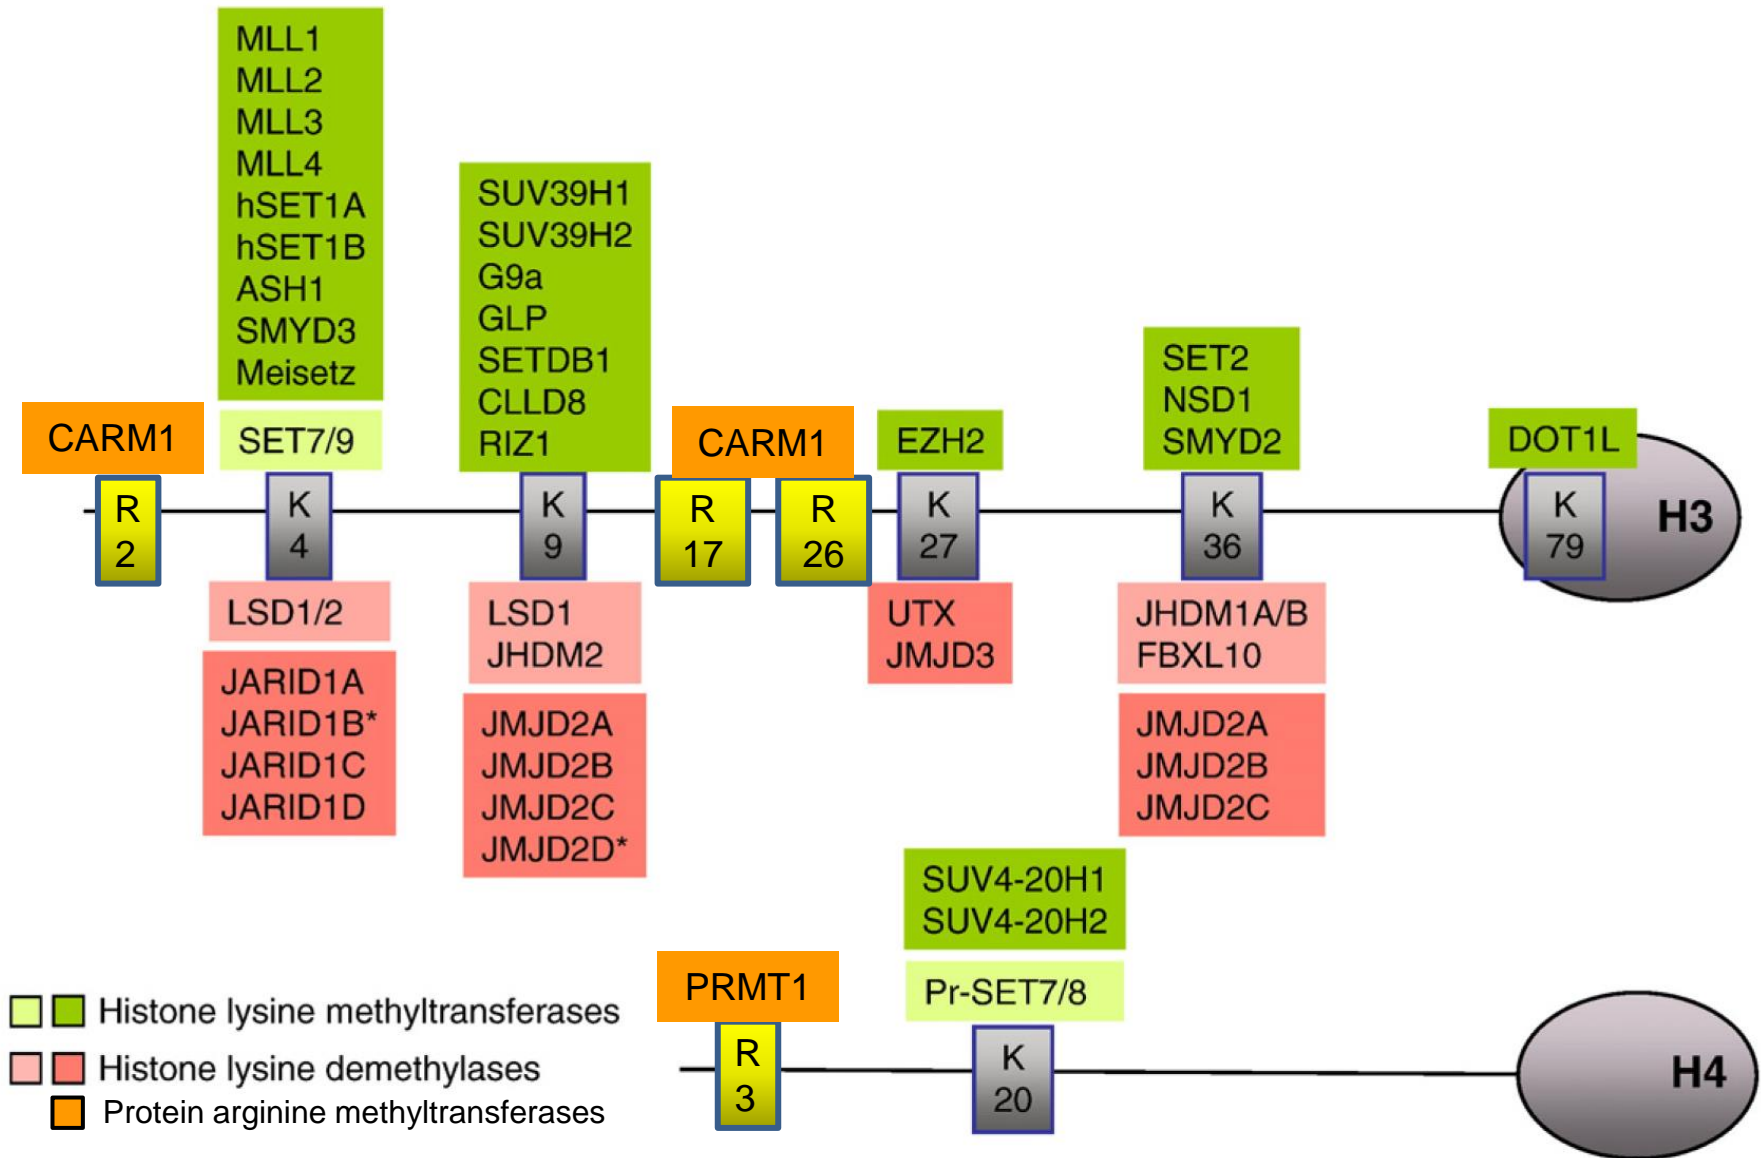 MLL1
MLL2
MLL3
MLL4
hSET1A
hSET1B
ASH1
SMYD3
Meisetz
SET7/9
SUV39H1
SUV39H2
G9a
GLP
SETDB1
CLLD8
RIZ1
SET2
NSD1
SMYD2
CARM1
CARM1
EZH2
DOT1L
R
2
K
4
K
9
R
17
R
26
K
27
K
36
K
79
H3
LSD1/2
JARID1A
JARID1B*
JARID1C
JARID1D
LSD1
JHDM2
JMJD2A
JMJD2B
JMJD2C
JMJD2D*
UTX
JMJD3
JHDM1A/B
FBXL10
JMJD2A
JMJD2B
JMJD2C
SUV4-20H1
SUV4-20H2
Pr-SET7/8
PRMT1
R
3
K
20
H4
Histone lysine methyltransferases
Histone lysine demethylases
Protein arginine methyltransferases